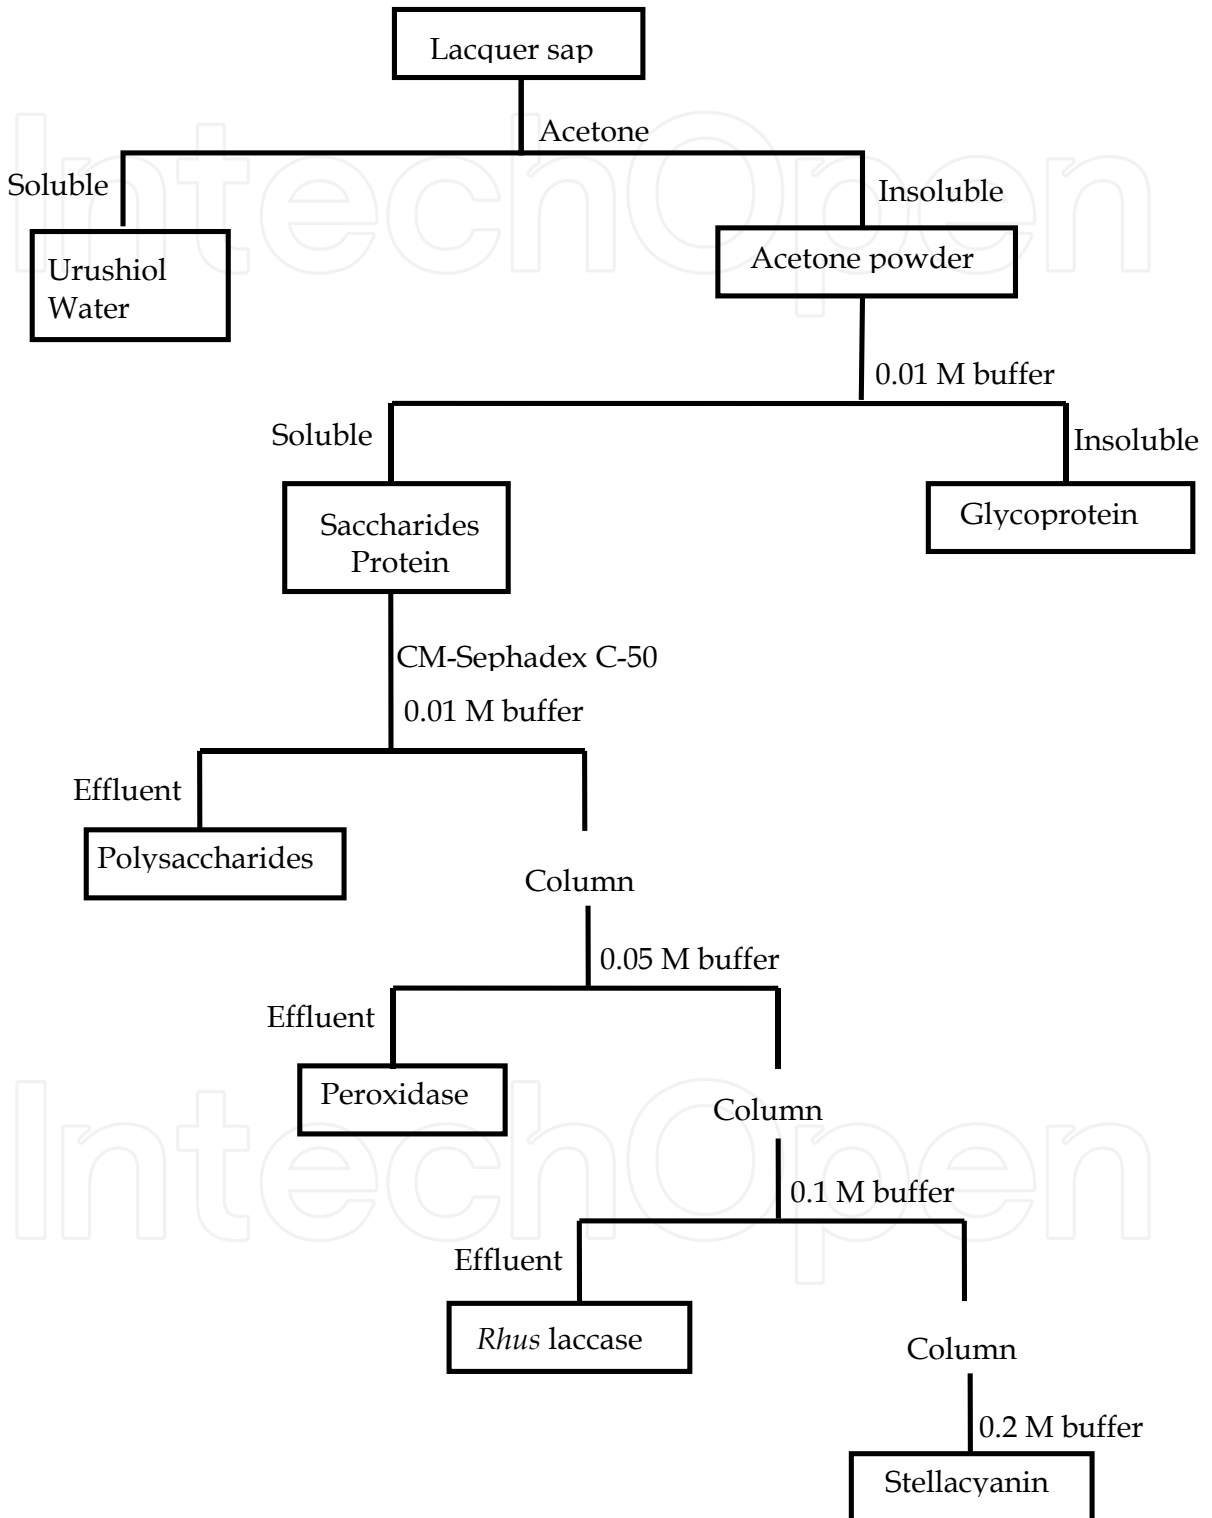 Lacquer sap
Acetone
Soluble
Insoluble
Urushiol
Water
Acetone powder
0.01 M buffer
Soluble
Insoluble
Saccharides
Protein
Glycoprotein
CM-Sephadex C-50
0.01 M buffer
Effluent
Polysaccharides
Column
0.05 M buffer
Effluent
Peroxidase
Column
0.1 M buffer
Effluent
Rhus laccase
Column
0.2 M buffer
Stellacyanin
IntechOpen
IntechOpen